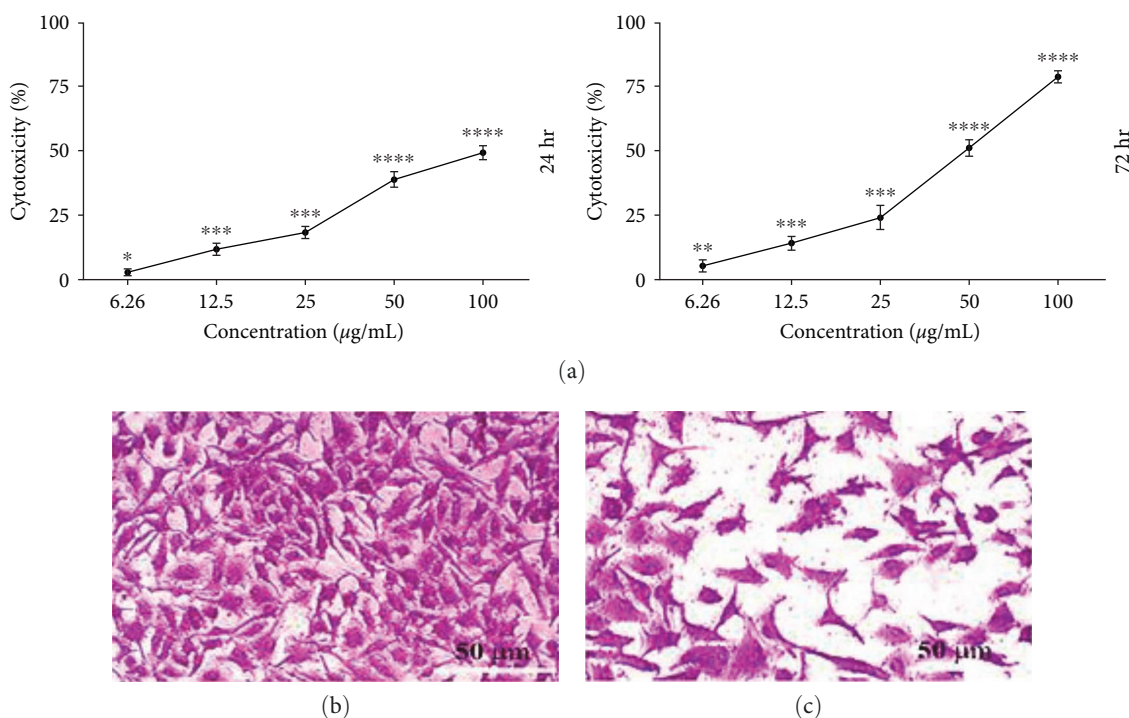 100
75
50
25
0
Cytotoxicity (%)
*
***
***
****
****
6.26
12.5
25
50
100
Concentration (μg/mL)
24 hr
100
75
50
25
0
Cytotoxicity (%)
**
***
***
****
****
6.26
12.5
25
50
100
Concentration (μg/mL)
72 hr
(a)
50 μm
50 μm
(b)
(c)